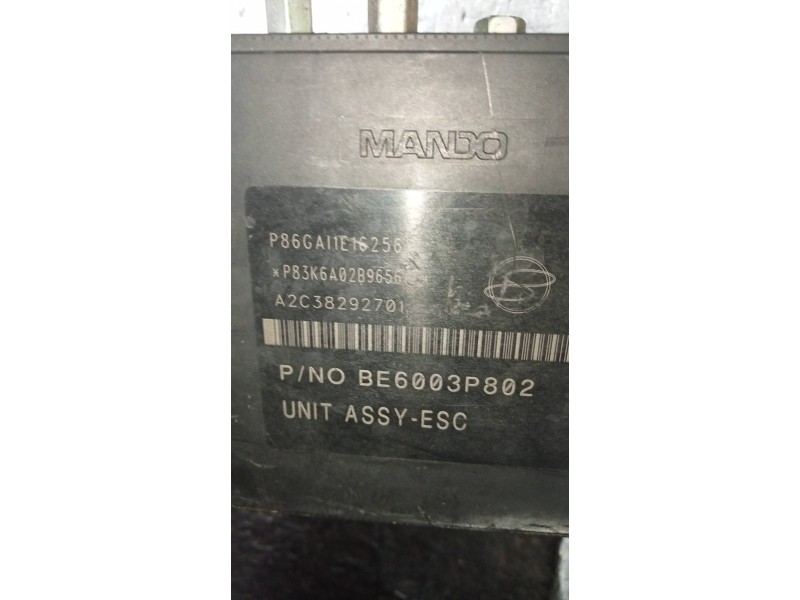 MANDO
P86GA11E16256
*P83K6A02B9656
A2C38292701
P/NO BE6003P802
UNIT ASSY-ESC